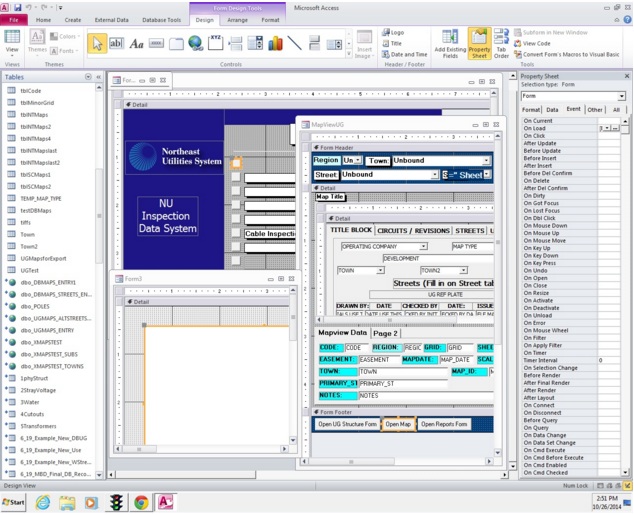 Form Design Tools
Microsoft Access
File Home Create External Data Database Tools Design Arrange Format
View
Themes
Colors
Fonts
Views Themes Controls
Insert Image
Logo
Title
Date and Time
Header / Footer
Add Existing Fields
Property Sheet
Tab Order
Subform in New Window
View Code
Convert Form's Macros to Visual Basic
Tools
Tables
tblCode
tblMinorGrid
tblNTMaps
tblNTMaps2
tblNTMaps4
tblNTMapslast
tblNTMapslast2
tblSCMaps1
tblSCMaps2
TEMP_MAP_TYPE
testDBMaps
tiffs
Town
Town2
UGMapsforExport
UGTest
dbo_DBMAPS_ENTRY1
dbo_DBMAPS_STREETS_EN...
dbo_POLES
dbo_UGMAPS_ALTSTREETS...
dbo_UGMAPS_ENTRY
dbo_XMAPSTEST
dbo_XMAPSTEST_SUBS
dbo_XMAPSTEST_TOWNS
1phyStruct
2StrayVoltage
3Water
4Cutouts
5Transformers
6_19_Example_New_DBUG
6_19_Example_New_Use
6_19_Example_New_WStre...
6_19_MBD_Final_DB_Reco...
For...
Detail
Northeast
Utilities System
NU
Inspection
Data System
Cable Inspecti
Form3
Detail
MapViewUG
Form Header
Region Un Town: Unbound
Street: Unbound S=" Sheet
Detail
Map Title
Detail
TITLE BLOCK CIRCUITS / REVISIONS STREETS U
OPERATING COMPANY MAP TYPE
DEVELOPMENT
TOWN TOWN2
Streets (Fill in on Street tal
UG REF PLATE
DRAWN BY: DATE CHECKED BY DATE: ISSUE
Mapview Data Page 2
CODE: CODE REGION: REGIC GRID: GRID SHEE
EASEMENT: EASEMENT MAPDATE: MAP_DATE SCAL
TOWN: TOWN MAP_ID:
PRIMARY_ST PRIMARY_ST
NOTES: NOTES
Form Footer
Open UG Structure Form Open Map Open Reports Form
Property Sheet
Selection type: Form
Form
Format Data Event Other All
On Current
On Load
On Click
After Update
Before Update
Before Insert
After Insert
Before Del Confirm
On Delete
After Del Confirm
On Dirty
On Got Focus
On Lost Focus
On Dbl Click
On Mouse Down
On Mouse Up
On Mouse Move
On Key Up
On Key Down
On Key Press
On Undo
On Open
On Close
On Resize
On Activate
On Deactivate
On Unload
On Error
On Mouse Wheel
On Filter
On Apply Filter
On Timer
Timer Interval 0
On Selection Change
Before Render
After Final Render
After Render
After Layout
On Connect
On Disconnect
Before Query
On Query
On Data Change
On Data Set Change
On Cmd Execute
On Cmd Before Execute
On Cmd Enabled
On Cmd Checked
Design View
Num Lock
Start
2:51 PM
10/26/2014